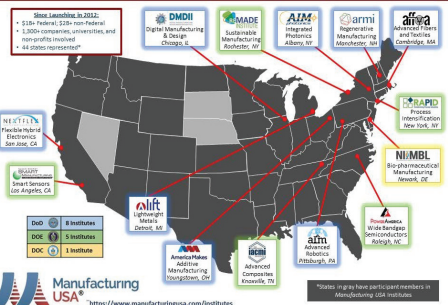 Since Launching in 2012:
• $1B+ Federal; $2B+ non-Federal
• 1,300+ companies, universities, and
non-profits involved
• 44 states represented*
DMDII
Digital Manufacturing
& Design
Chicago, IL
REMADE
INSTITUTE
Sustainable
Manufacturing
Rochester, NY
AIM
Integrated
Photonics
Albany, NY
armi
Regenerative
Manufacturing
Manchester, NH
affoa
Advanced Fibers
and Textiles
Cambridge, MA
RAPID
Process
Intensification
New York, NY
NIIMBL
Bio-pharmaceutical
Manufacturing
Newark, DE
NEXTFLEX
Flexible Hybrid
Electronics
San Jose, CA
SMART
Smart Sensors
Los Angeles, CA
lift
Lightweight
Metals
Detroit, MI
America Makes
Additive
Manufacturing
Youngstown, OH
iacmi
Advanced
Composites
Knoxville, TN
arm
Advanced
Robotics
Pittsburgh, PA
POWERAMERICA
Wide Bandgap
Semiconductors
Raleigh, NC
DoD 8 Institutes
DOE 5 Institutes
DOC 1 Institute
Manufacturing
USA®
https://www.manufacturingusa.com/institutes
*States in gray have participant members in
Manufacturing USA Institutes